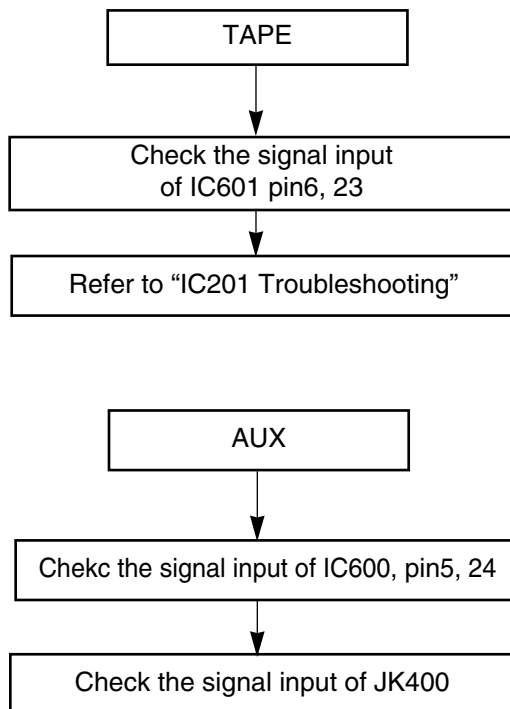 TAPE
Check the signal input
of IC601 pin6, 23
Refer to “IC201 Troubleshooting”
AUX
Chekc the signal input of IC600, pin5, 24
Check the signal input of JK400